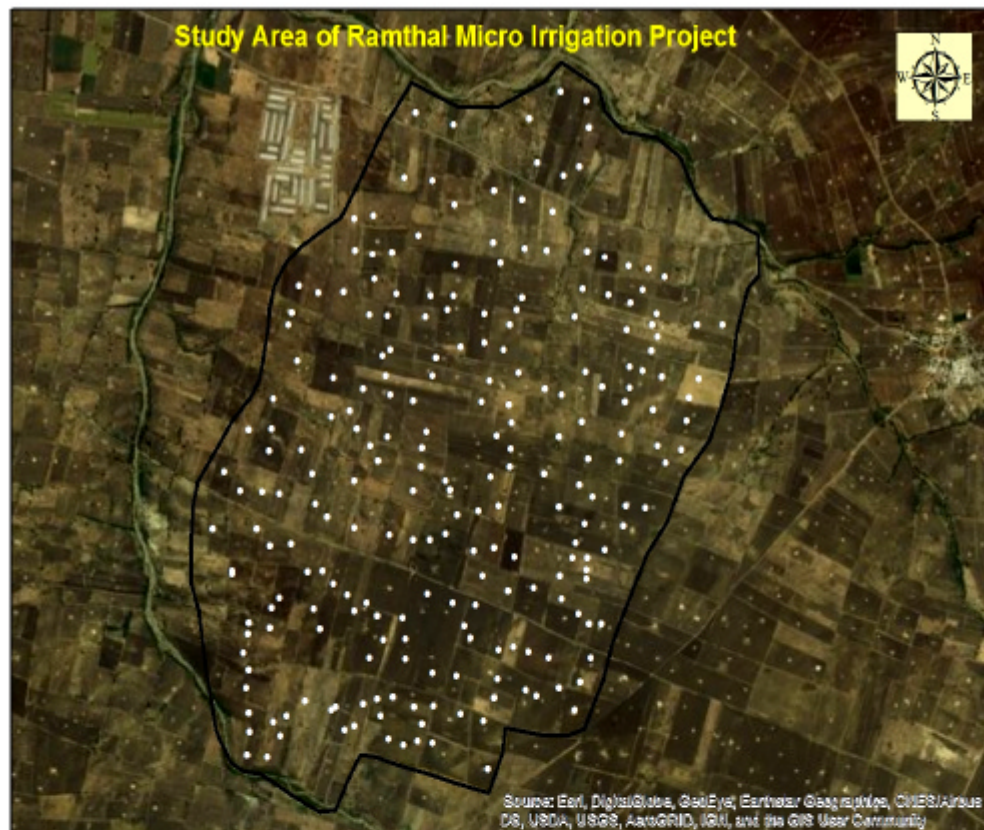 Study Area of Ramthal Micro Irrigation Project
N
W E
S
Source: Esri, DigitalGlobe, GeoEye, Earthstar Geographics, CNES/Airbus
DS, USDA, USGS, AeroGRID, IGN, and the GIS User Community